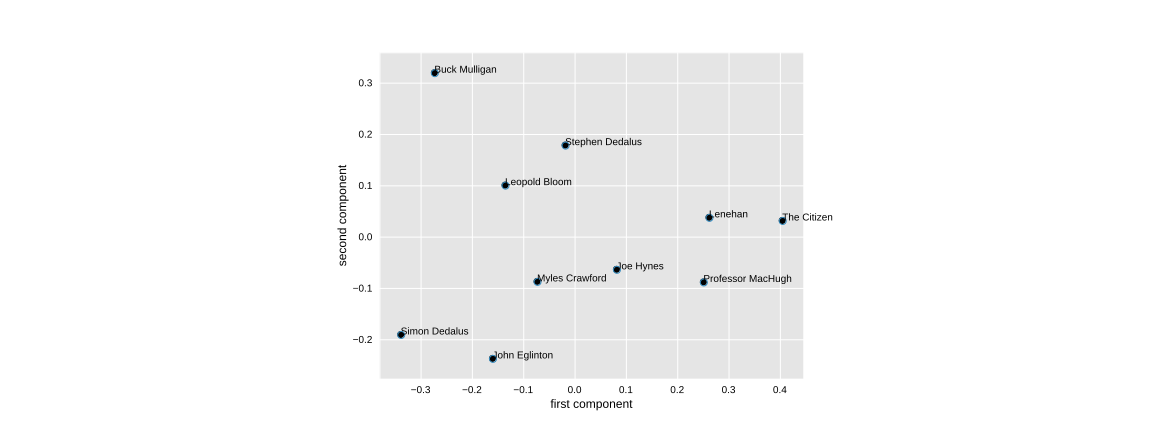 Buck Mulligan
0.3
Stephen Dedalus
0.2
Leopold Bloom
0.1
Lenehan
The Citizen
0.0
second component
Joe Hynes
Myles Crawford
Professor MacHugh
−0.1
Simon Dedalus
−0.2
John Eglinton
−0.3 −0.2 −0.1 0.0 0.1 0.2 0.3 0.4
first component